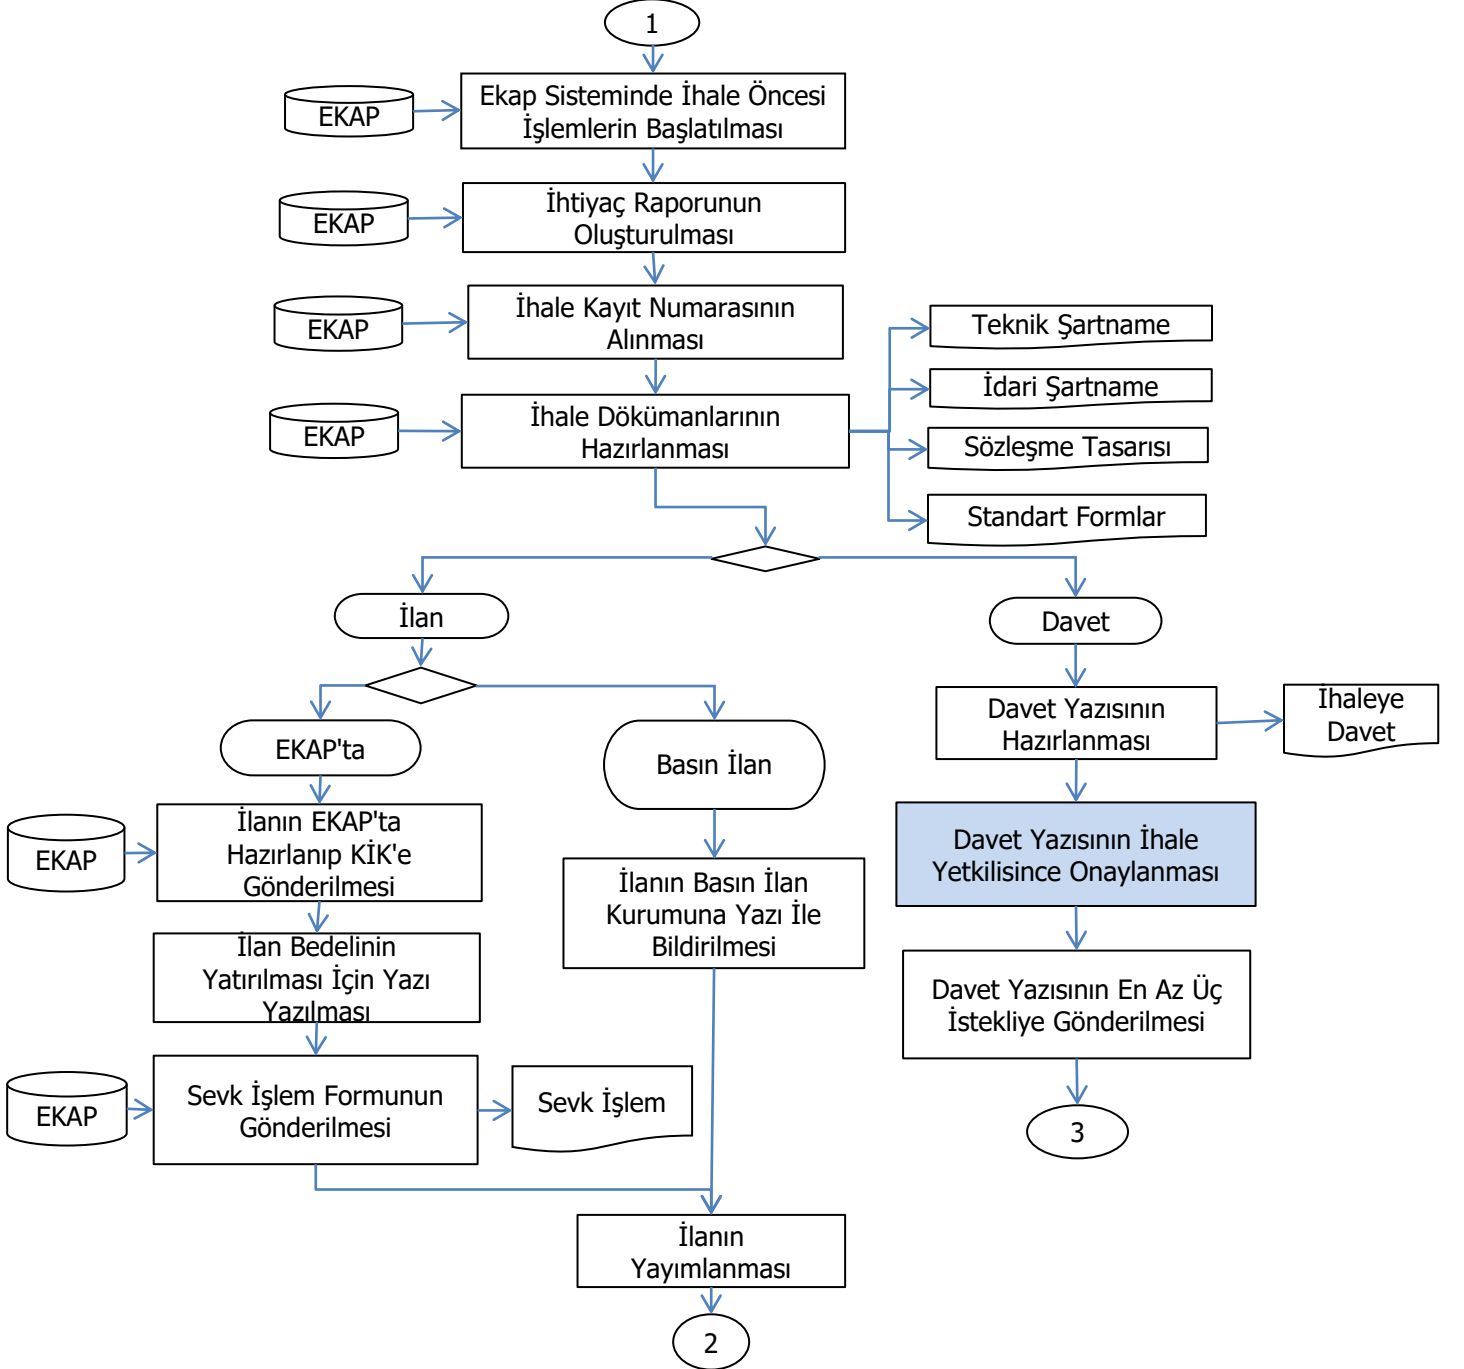 1
EKAP
Ekap Sisteminde İhale Öncesi
İşlemlerin Başlatılması
EKAP
İhtiyaç Raporunun
Oluşturulması
EKAP
İhale Kayıt Numarasının
Alınması
Teknik Şartname
İdari Şartname
EKAP
İhale Dökümanlarının
Hazırlanması
Sözleşme Tasarısı
Standart Formlar
İlan
Davet
EKAP'ta
Basın İlan
Davet Yazısının
Hazırlanması
İhaleye
Davet
EKAP
İlanın EKAP'ta
Hazırlanıp KİK'e
Gönderilmesi
İlanın Basın İlan
Kurumuna Yazı İle
Bildirilmesi
Davet Yazısının İhale
Yetkilisince Onaylanması
İlan Bedelinin
Yatırılması İçin Yazı
Yazılması
Davet Yazısının En Az Üç
İstekliye Gönderilmesi
EKAP
Sevk İşlem Formunun
Gönderilmesi
Sevk İşlem
3
İlanın
Yayımlanması
2